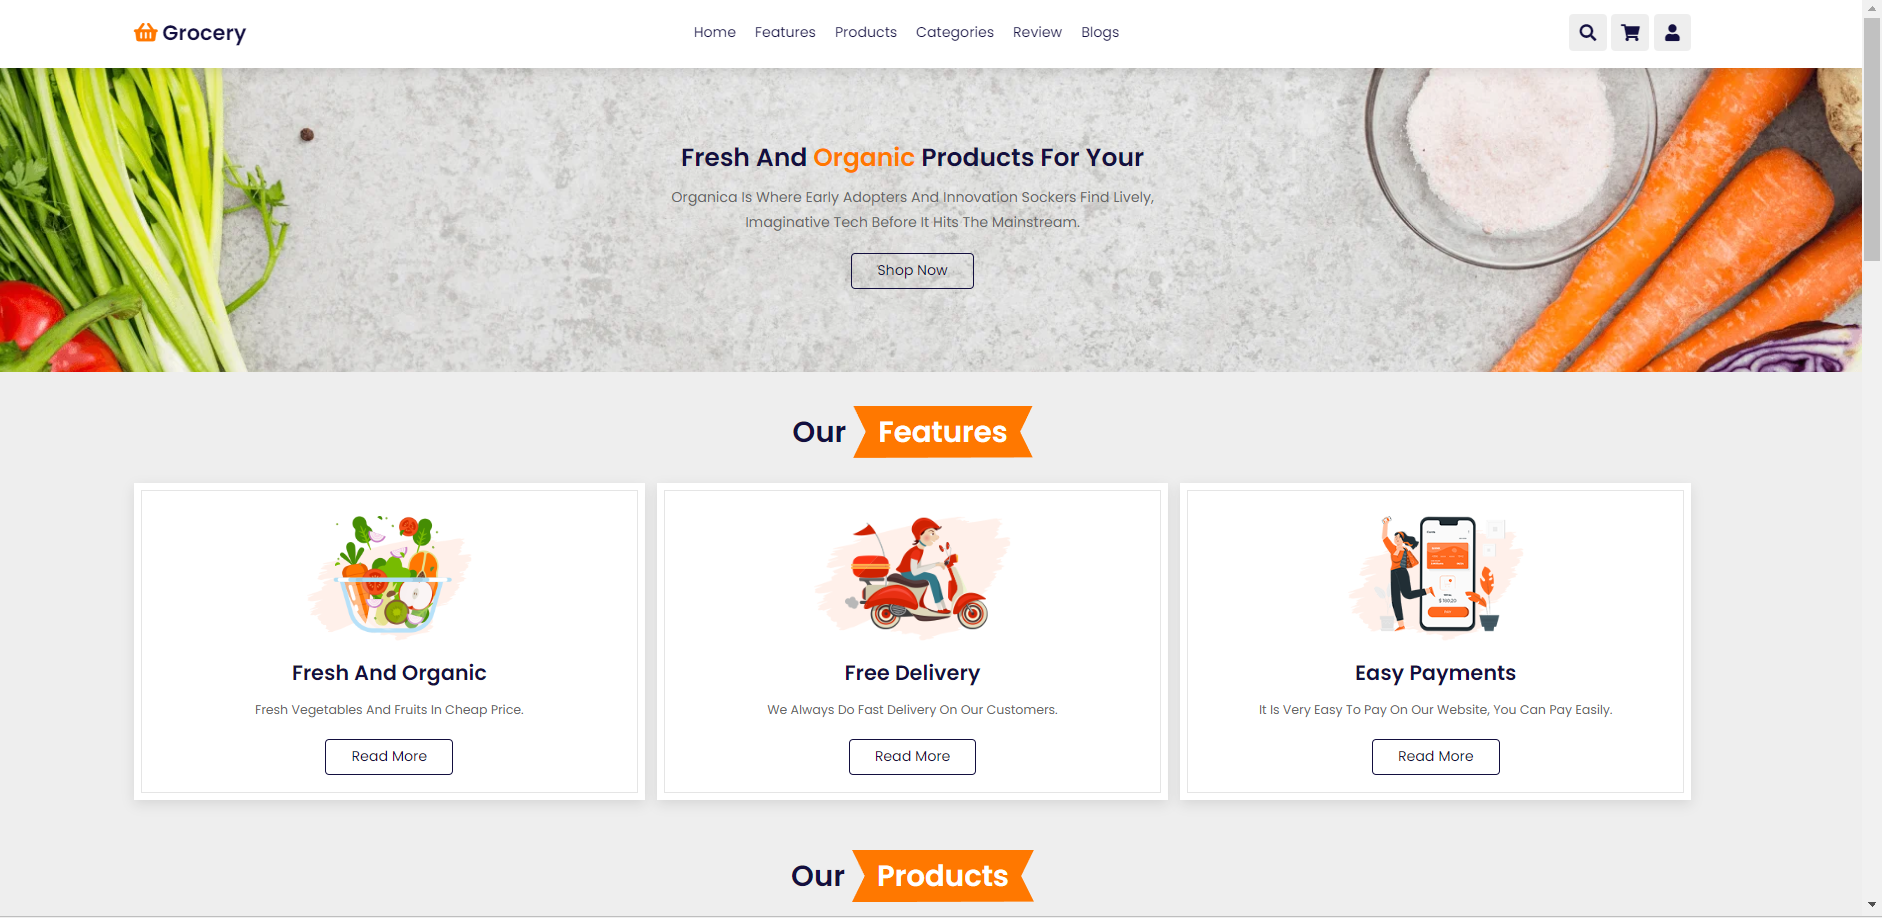 Grocery
Home Features Products Categories Review Blogs
Fresh And Organic Products For Your
Organica Is Where Early Adopters And Innovation Sockers Find Lively,
Imaginative Tech Before It Hits The Mainstream.
Shop Now
Our Features
Fresh And Organic
Fresh Vegetables And Fruits In Cheap Price.
Read More
Free Delivery
We Always Do Fast Delivery On Our Customers.
Read More
Easy Payments
It Is Very Easy To Pay On Our Website, You Can Pay Easily.
Read More
Our Products